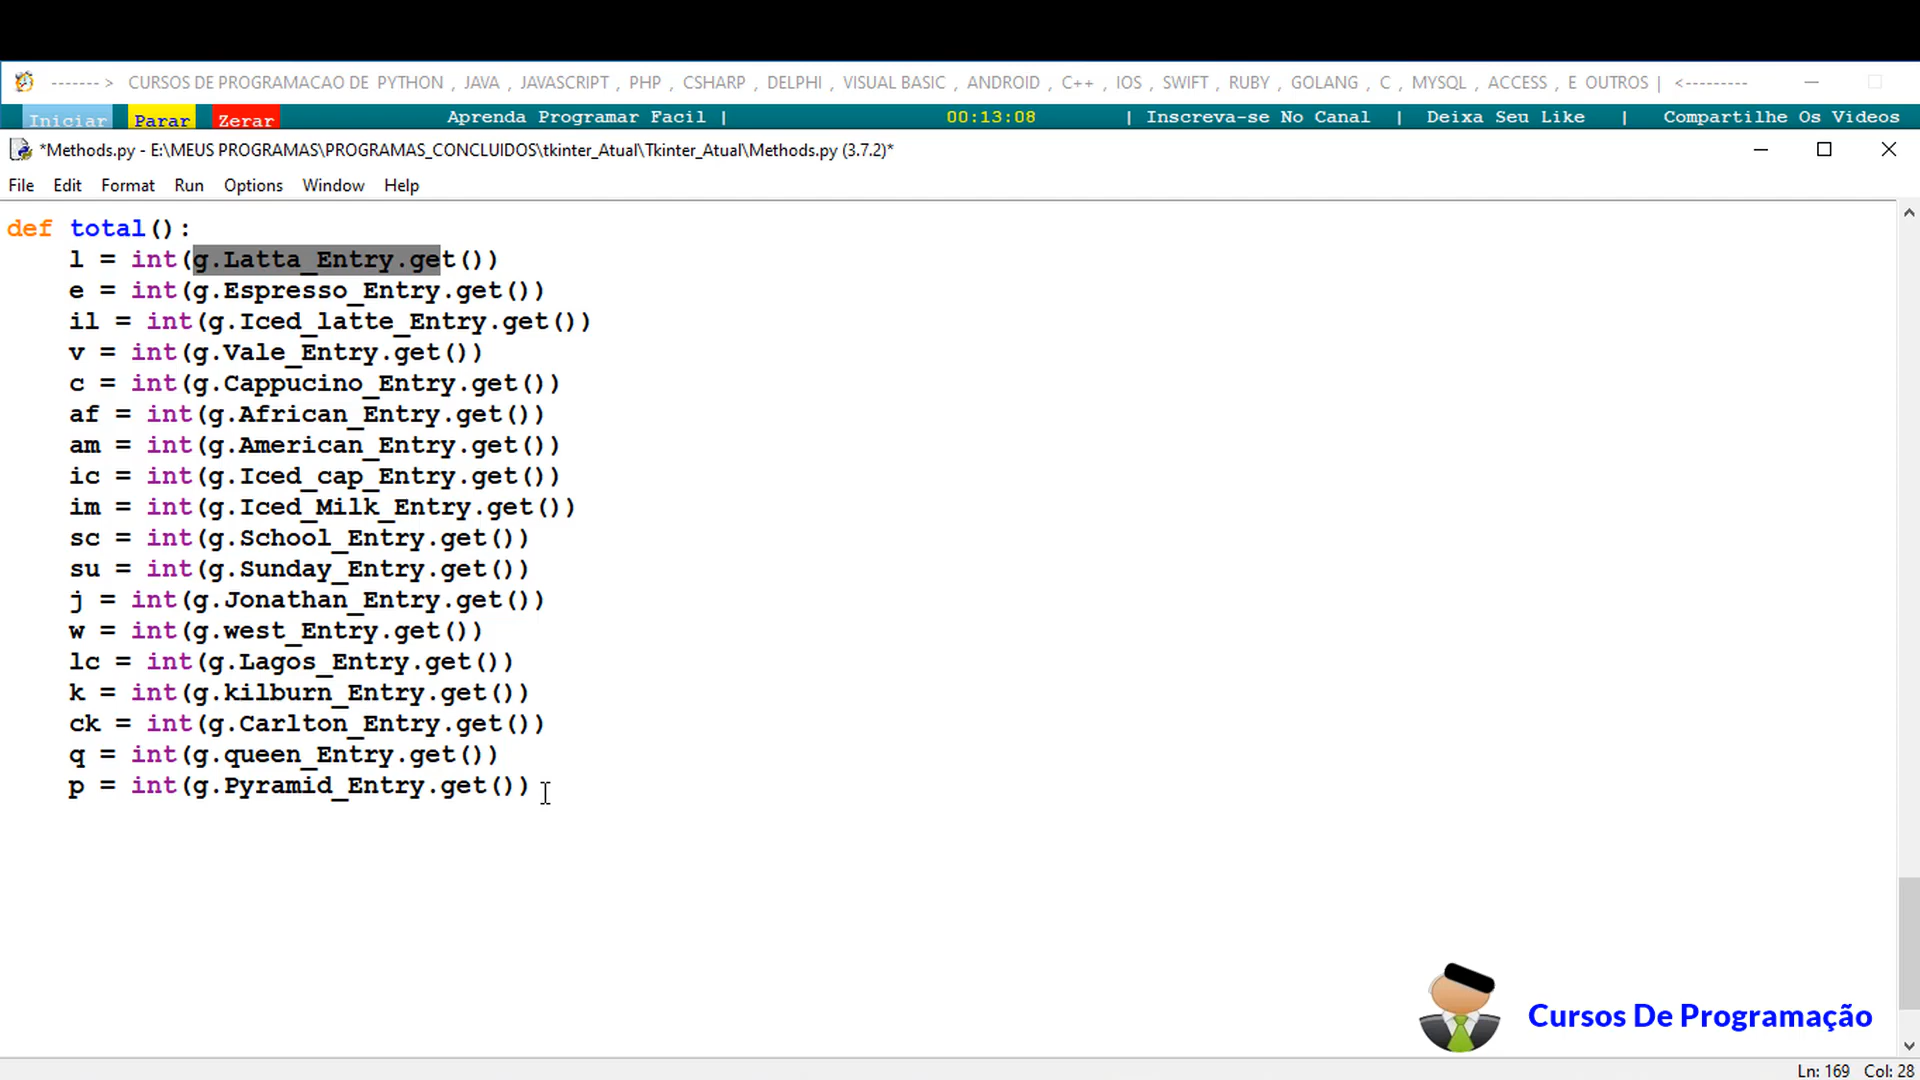 ------- > CURSOS DE PROGRAMACAO DE PYTHON , JAVA , JAVASCRIPT , PHP , CSHARP , DELPHI , VISUAL BASIC , ANDROID , C++ , IOS , SWIFT , RUBY , GOLANG , C , MYSQL , ACCESS , E OUTROS | <---------
Iniciar Parar Zerar Aprenda Programar Facil | 00:13:08 | Inscreva-se No Canal | Deixa Seu Like | Compartilhe Os Videos
*Methods.py - E:\MEUS PROGRAMAS\PROGRAMAS_CONCLUIDOS\tkinter_Atual\Tkinter_Atual\Methods.py (3.7.2)*
File Edit Format Run Options Window Help
def total():
l = int(g.Latta_Entry.get())
e = int(g.Espresso_Entry.get())
il = int(g.Iced_latte_Entry.get())
v = int(g.Vale_Entry.get())
c = int(g.Cappucino_Entry.get())
af = int(g.African_Entry.get())
am = int(g.American_Entry.get())
ic = int(g.Iced_cap_Entry.get())
im = int(g.Iced_Milk_Entry.get())
sc = int(g.School_Entry.get())
su = int(g.Sunday_Entry.get())
j = int(g.Jonathan_Entry.get())
w = int(g.west_Entry.get())
lc = int(g.Lagos_Entry.get())
k = int(g.kilburn_Entry.get())
ck = int(g.Carlton_Entry.get())
q = int(g.queen_Entry.get())
p = int(g.Pyramid_Entry.get())
Cursos De Programação
Ln: 169 Col: 28